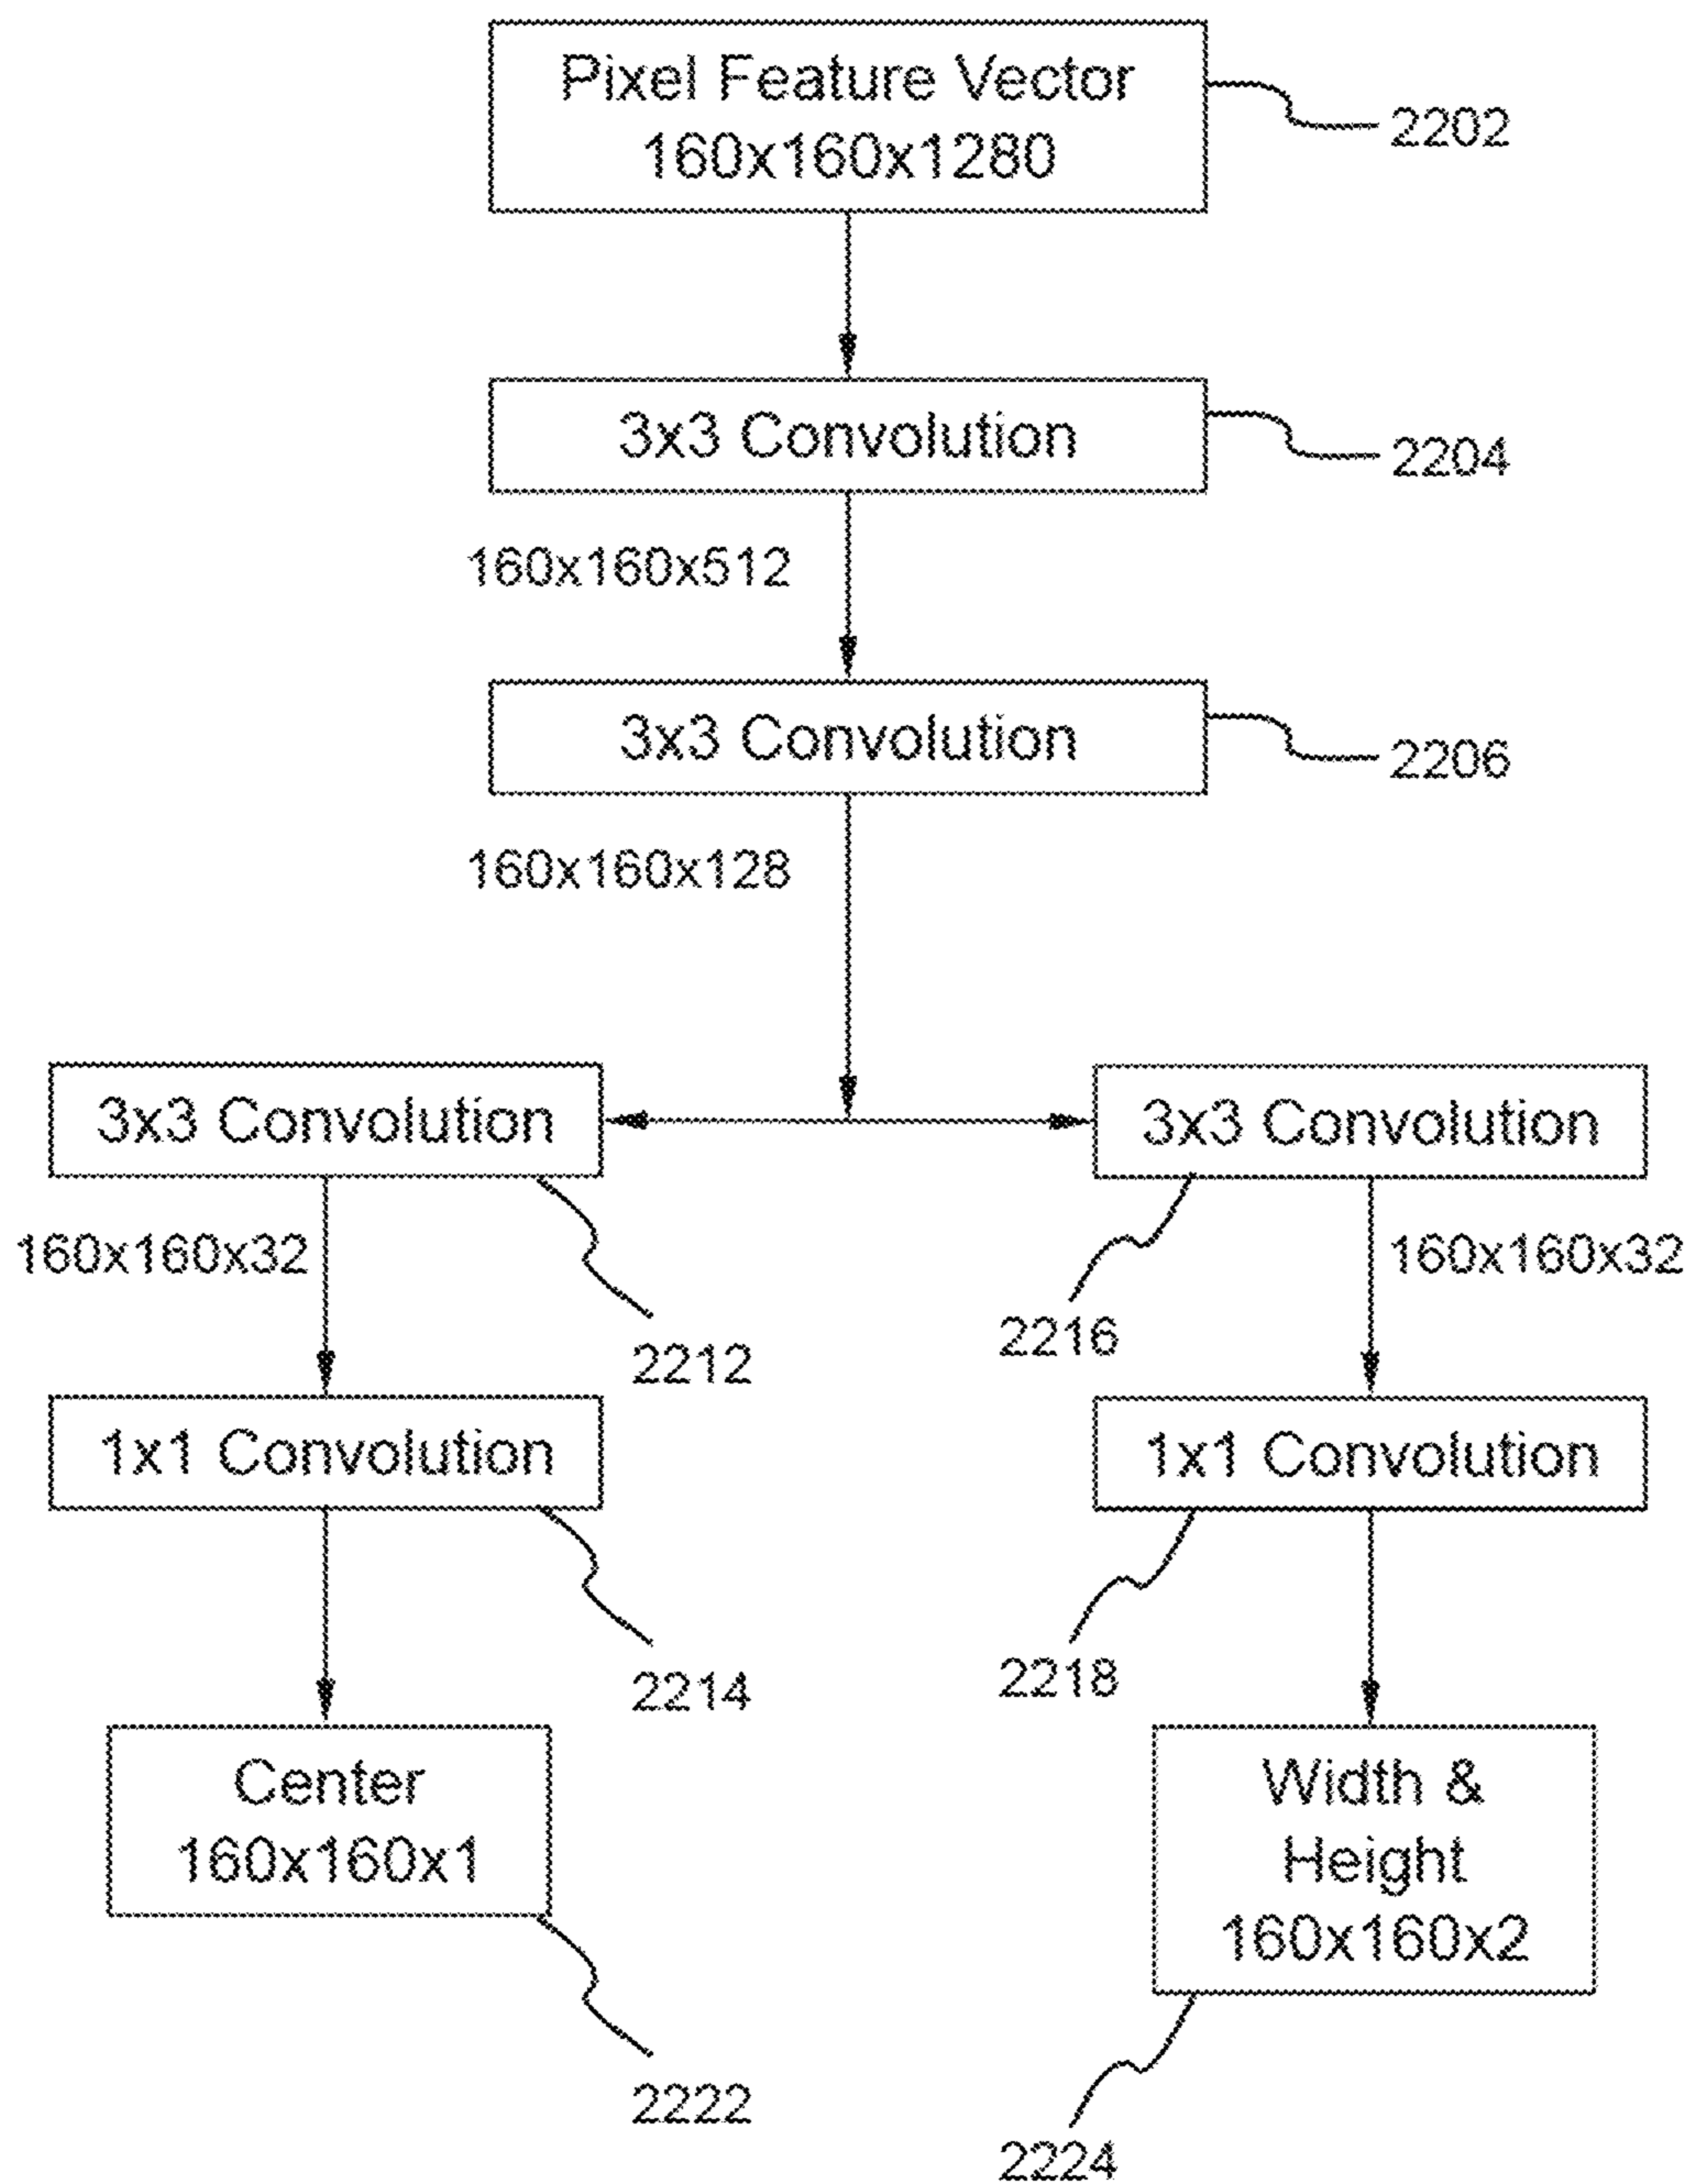 Pixel Feature Vector
160x160x1280
2202
3x3 Convolution
2204
160x160x512
3x3 Convolution
2206
160x160x128
3x3 Convolution
3x3 Convolution
160x160x32
160x160x32
2212
2216
1x1 Convolution
1x1 Convolution
2214
2218
Center
160x160x1
Width &
Height
160x160x2
2222
2224